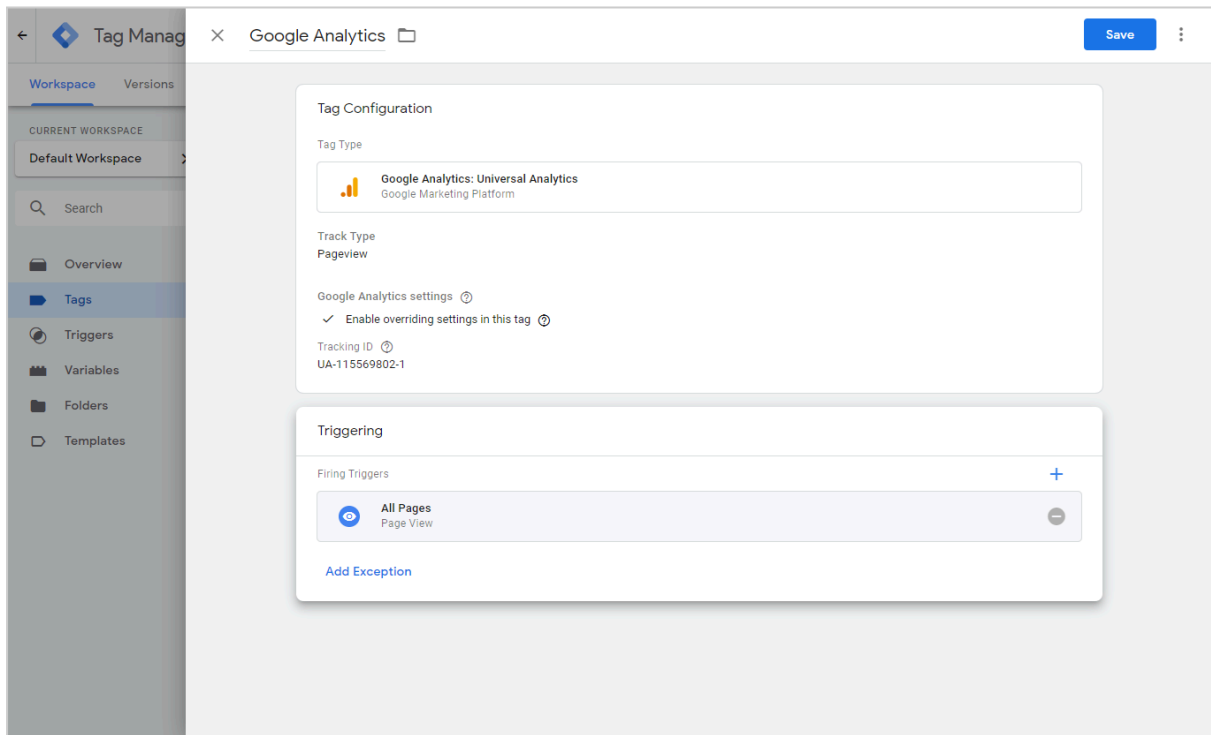 Tag Manag
Google Analytics
Save
Workspace Versions
CURRENT WORKSPACE
Default Workspace
Search
Overview
Tags
Triggers
Variables
Folders
Templates
Tag Configuration
Tag Type
Google Analytics: Universal Analytics
Google Marketing Platform
Track Type
Pageview
Google Analytics settings
Enable overriding settings in this tag
Tracking ID
UA-115569802-1
Triggering
Firing Triggers
All Pages
Page View
Add Exception